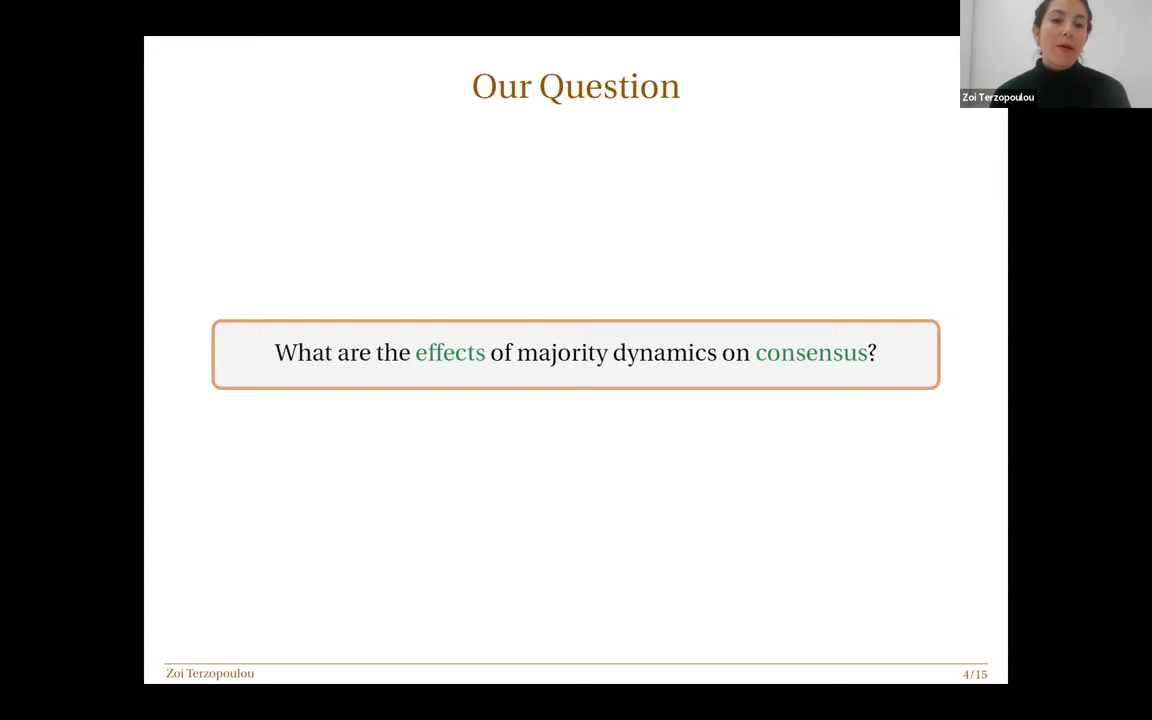 Our Question
Zoi Terzopoulou
What are the effects of majority dynamics on consensus?
Zoi Terzopoulou
4/15